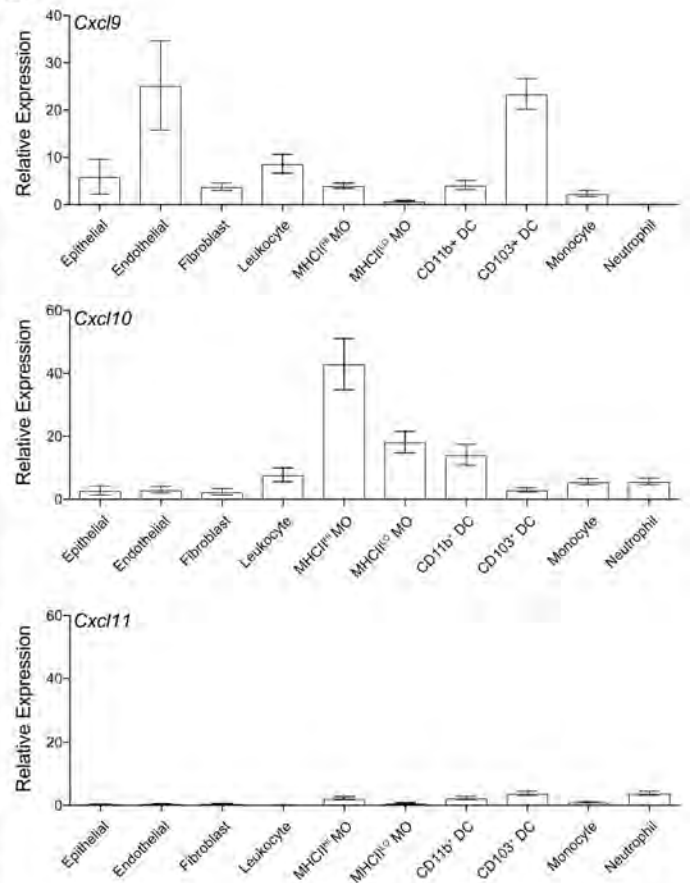 Cxcl9
Relative Expression
40
30
20
10
0
Epithelial
Endothelial
Fibroblast
Leukocyte
MHCIIᴴⁱ MO
MHCIIᴸᴼ MO
CD11b+ DC
CD103+ DC
Monocyte
Neutrophil
Cxcl10
Relative Expression
60
40
20
0
Epithelial
Endothelial
Fibroblast
Leukocyte
MHCIIᴴⁱ MO
MHCIIᴸᴼ MO
CD11b⁺ DC
CD103⁺ DC
Monocyte
Neutrophil
Cxcl11
Relative Expression
60
40
20
0
Epithelial
Endothelial
Fibroblast
Leukocyte
MHCIIᴴⁱ MO
MHCIIᴸᴼ MO
CD11b⁺ DC
CD103⁺ DC
Monocyte
Neutrophil